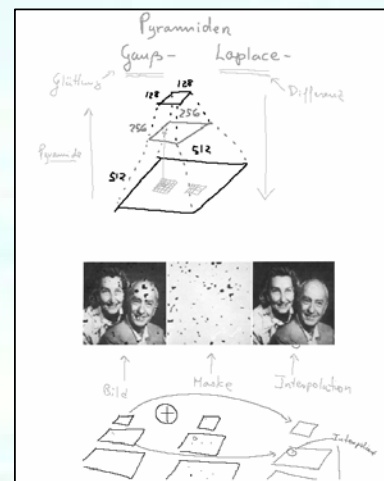 Pyramiden
Gauß- Laplace-
Glättung
Differenz
128 128
256 256
Pyramide
512 512
Bild Maske Interpolation
Interpolation